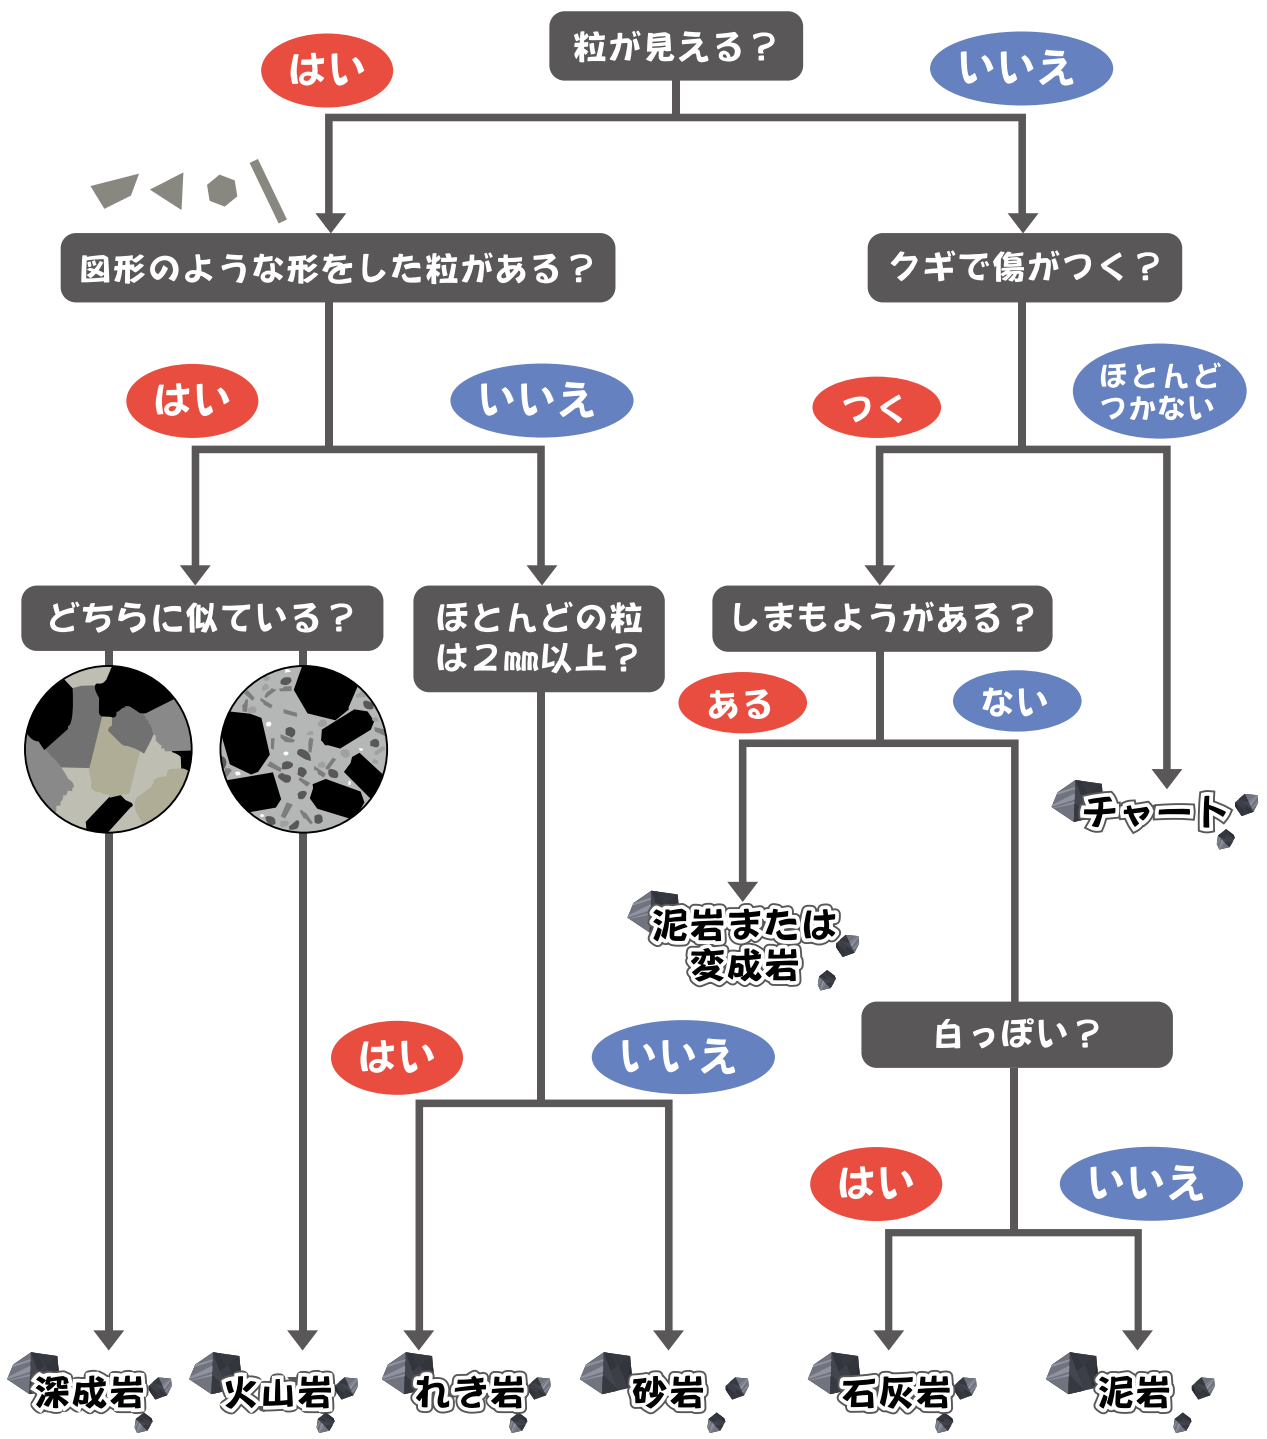 粒が見える？
はい
いいえ
図形のような形をした粒がある？
クギで傷がつく？
はい
いいえ
つく
ほとんど
つかない
どちらに似ている？
ほとんどの粒
は２㎜以上？
しまもようがある？
ある
ない
チャート
泥岩または
変成岩
白っぽい？
はい
いいえ
はい
いいえ
深成岩
火山岩
れき岩
砂岩
石灰岩
泥岩